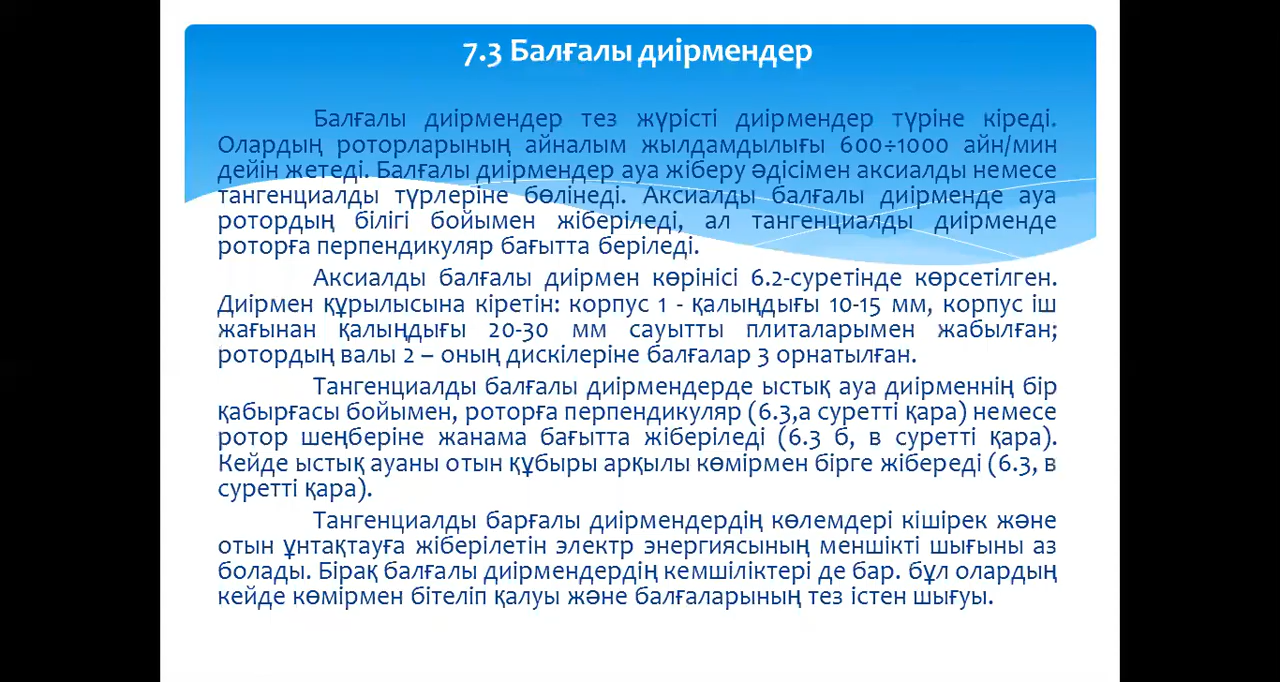 7.3 Балғалы диірмендер
Балғалы диірмендер тез жүрісті диірмендер түріне кіреді.
Олардың роторларының айналым жылдамдылығы 600÷1000 айн/мин
дейін жетеді. Балғалы диірмендер ауа жіберу әдісімен аксиалды немесе
тангенциалды түрлеріне бөлінеді. Аксиалды балғалы диірменде ауа
ротордың білігі бойымен жіберіледі, ал тангенциалды диірменде
роторға перпендикуляр бағытта беріледі.
Аксиалды балғалы диірмен көрінісі 6.2-суретінде көрсетілген.
Диірмен құрылысына кіретін: корпус 1 - қалыңдығы 10-15 мм, корпус іш
жағынан қалыңдығы 20-30 мм сауытты плиталарымен жабылған;
ротордың валы 2 – оның дискілеріне балғалар 3 орнатылған.
Тангенциалды балғалы диірмендерде ыстық ауа диірменнің бір
қабырғасы бойымен, роторға перпендикуляр (6.3,а суретті қара) немесе
ротор шеңберіне жанама бағытта жіберіледі (6.3 б, в суретті қара).
Кейде ыстық ауаны отын құбыры арқылы көмірмен бірге жібереді (6.3, в
суретті қара).
Тангенциалды барғалы диірмендердің көлемдері кішірек және
отын ұнтақтауға жіберілетін электр энергиясының меншікті шығыны аз
болады. Бірақ балғалы диірмендердің кемшіліктері де бар. бұл олардың
кейде көмірмен бітеліп қалуы және балғаларының тез істен шығуы.